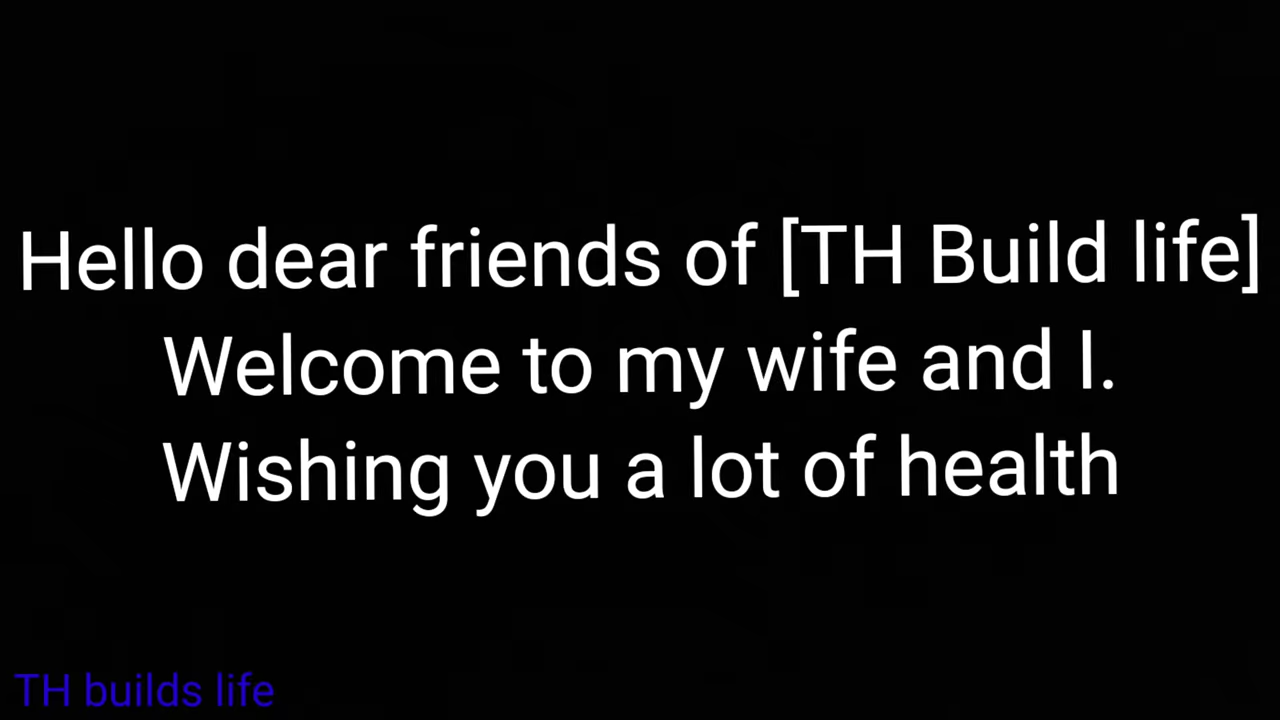 Hello dear friends of [TH Build life]
Welcome to my wife and I.
Wishing you a lot of health
TH builds life